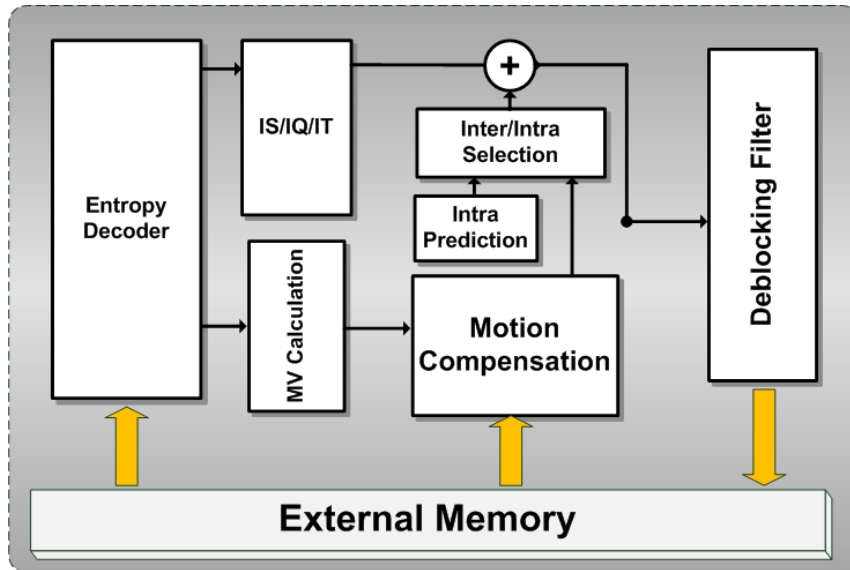 Entropy
Decoder
IS/IQ/IT
+
Inter/Intra
Selection
Intra
Prediction
MV Calculation
Motion
Compensation
Deblocking Filter
External Memory